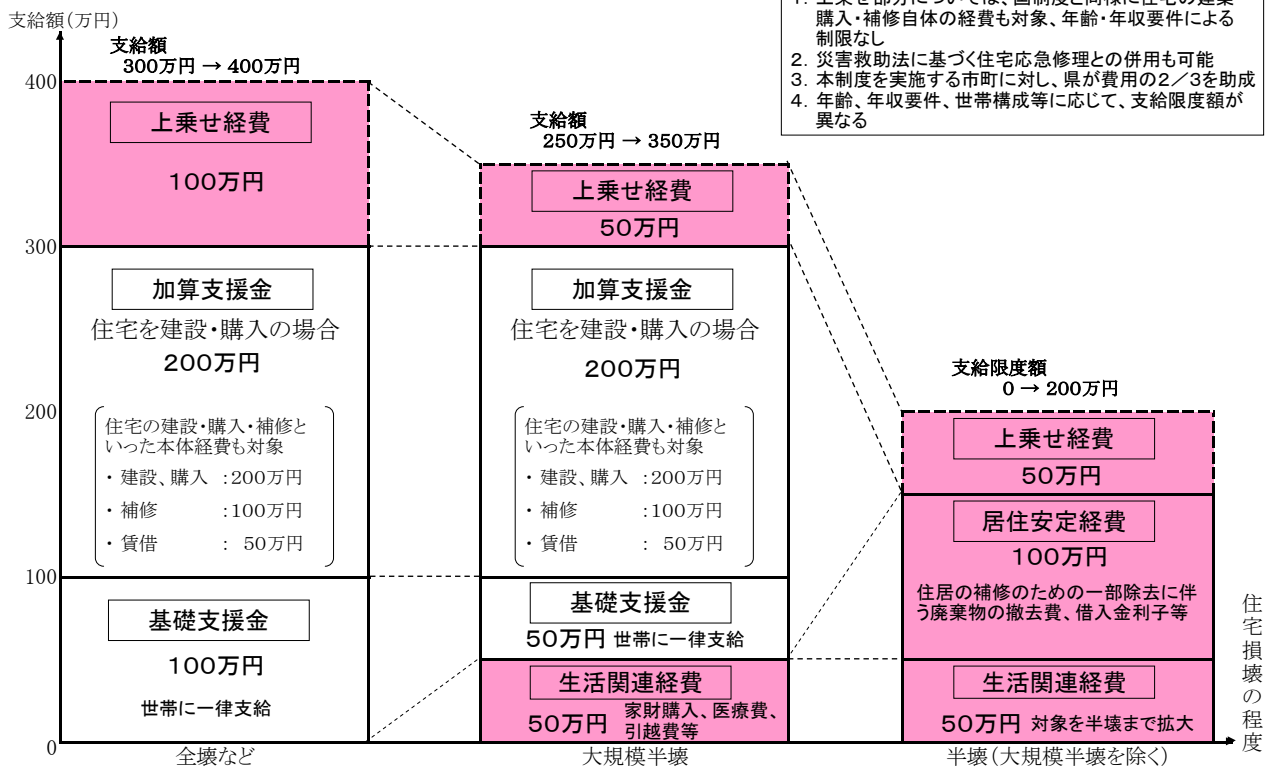 1. 上乗せ部分については、国制度と同様に住宅の建築
購入・補修自体の経費も対象、年齢・年収要件による
制限なし
2. 災害救助法に基づく住宅応急修理との併用も可能
3. 本制度を実施する市町に対し、県が費用の2／3を助成
4. 年齢、年収要件、世帯構成等に応じて、支給限度額が
異なる
支給額(万円)
400
300
200
100
0
支給額
300万円 → 400万円
上乗せ経費
100万円
加算支援金
住宅を建設・購入の場合
200万円
住宅の建設・購入・補修と
いった本体経費も対象
・ 建設、購入 :200万円
・ 補修 :100万円
・ 賃借 : 50万円
基礎支援金
100万円
世帯に一律支給
全壊など
支給額
250万円 → 350万円
上乗せ経費
50万円
加算支援金
住宅を建設・購入の場合
200万円
住宅の建設・購入・補修と
いった本体経費も対象
・ 建設、購入 :200万円
・ 補修 :100万円
・ 賃借 : 50万円
基礎支援金
50万円 世帯に一律支給
生活関連経費
50万円 家財購入、医療費、
引越費等
大規模半壊
支給限度額
0 → 200万円
上乗せ経費
50万円
居住安定経費
100万円
住居の補修のための一部除去に伴
う廃棄物の撤去費、借入金利子等
生活関連経費
50万円 対象を半壊まで拡大
半壊(大規模半壊を除く)
住宅損壊の程度